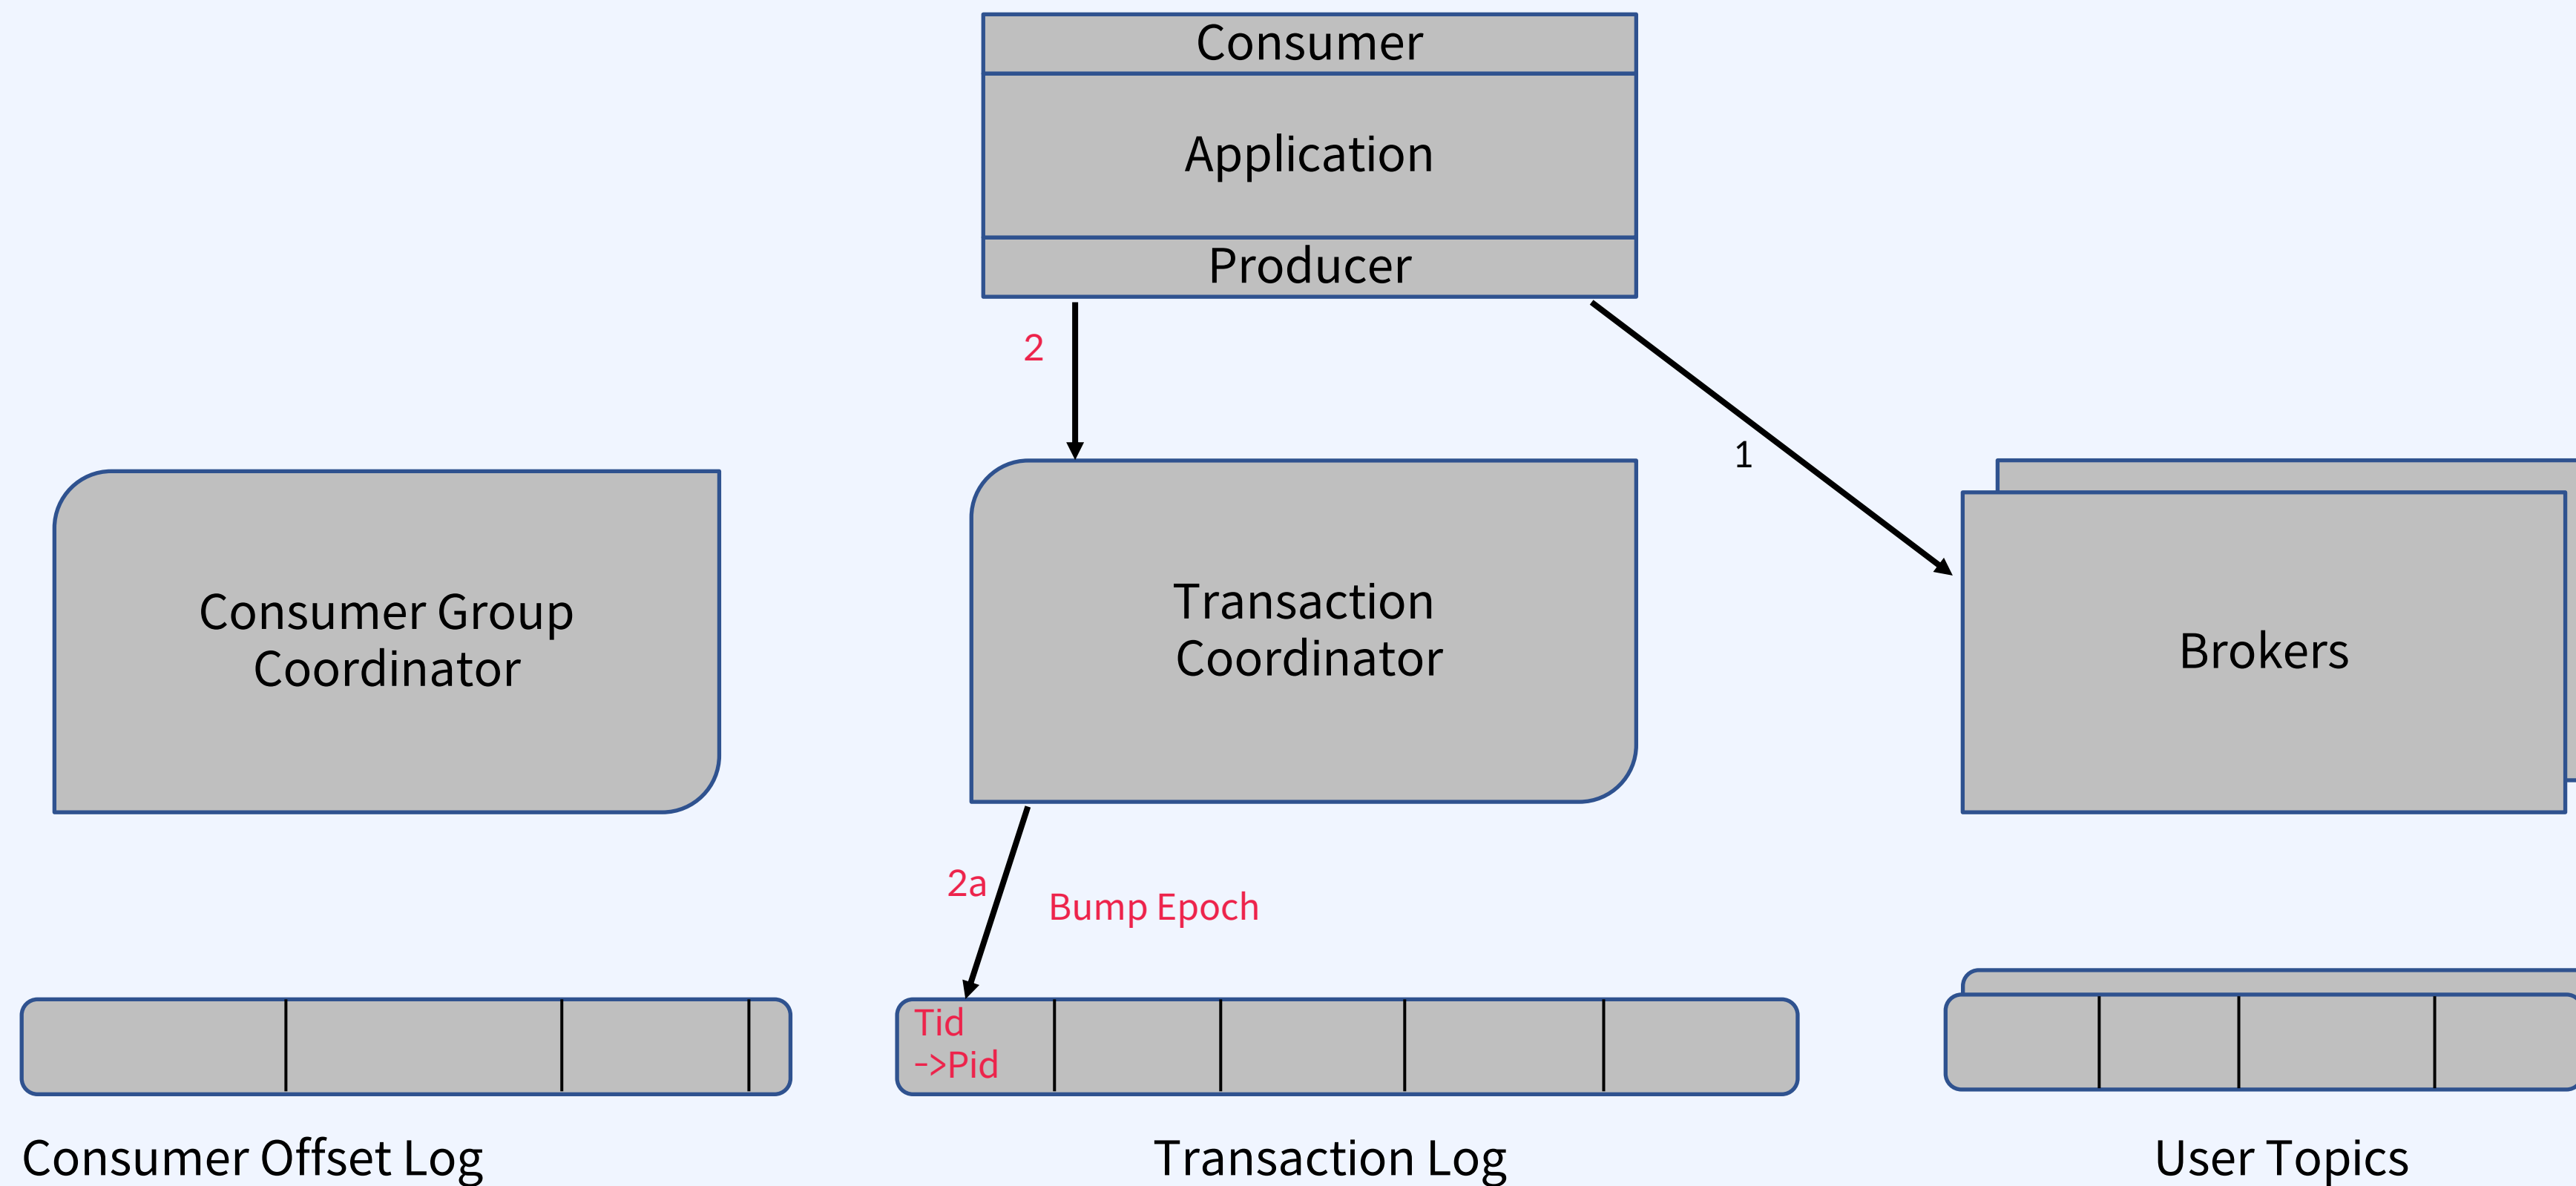 Consumer
Application
Producer
2
1
Consumer Group
Coordinator
Transaction
Coordinator
Brokers
2a
Bump Epoch
Tid
->Pid
Consumer Offset Log
Transaction Log
User Topics